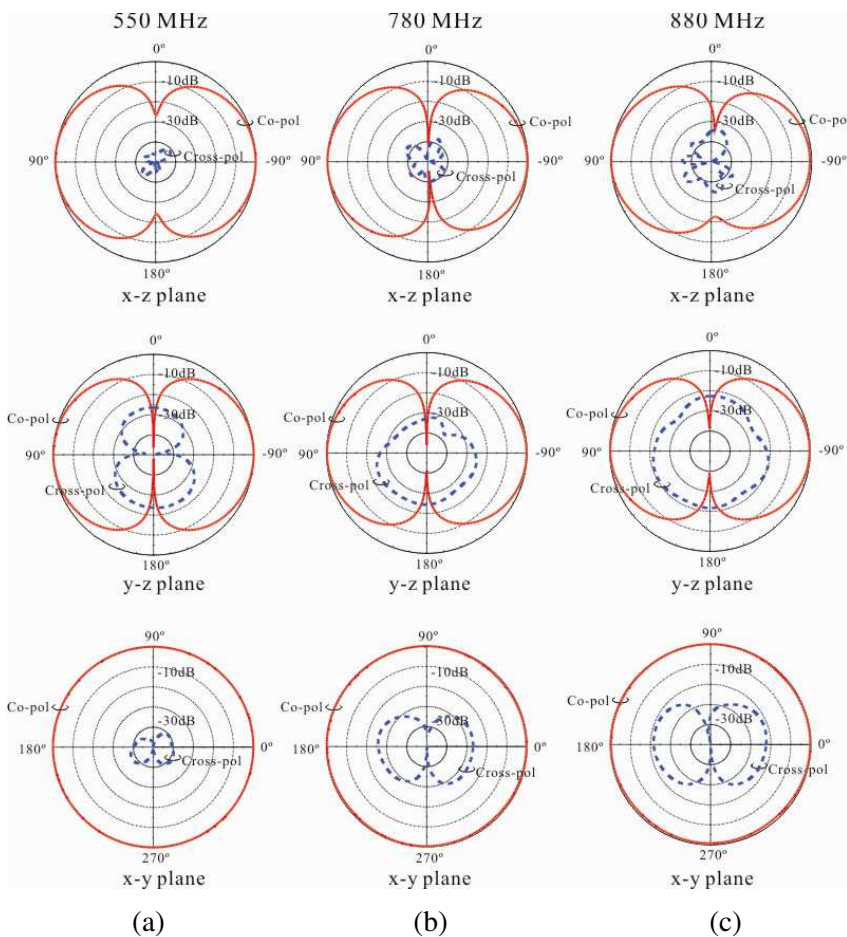 550 MHz 780 MHz 880 MHz
0° 0° 0°
-10dB -10dB -10dB
-30dB -30dB -30dB
Co-pol Co-pol Co-pol
Cross-pol Cross-pol Cross-pol
90° -90° 90° -90° 90° -90°
180° 180° 180°
x-z plane x-z plane x-z plane
0° 0° 0°
-10dB -10dB -10dB
-30dB -30dB -30dB
Co-pol Co-pol Co-pol
90° -90° 90° -90° 90° -90°
Cross-pol Cross-pol Cross-pol
180° 180° 180°
y-z plane y-z plane y-z plane
90° 90° 90°
-10dB -10dB -10dB
Co-pol Co-pol Co-pol
-30dB -30dB -30dB
180° 0° 180° 0° 180° 0°
Cross-pol Cross-pol Cross-pol
270° 270° 270°
x-y plane x-y plane x-y plane
(a) (b) (c)